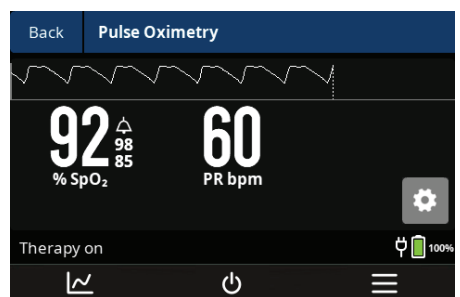 Back
Pulse Oximetry
92
98
85
% SpO₂
60
PR bpm
Therapy on
100%